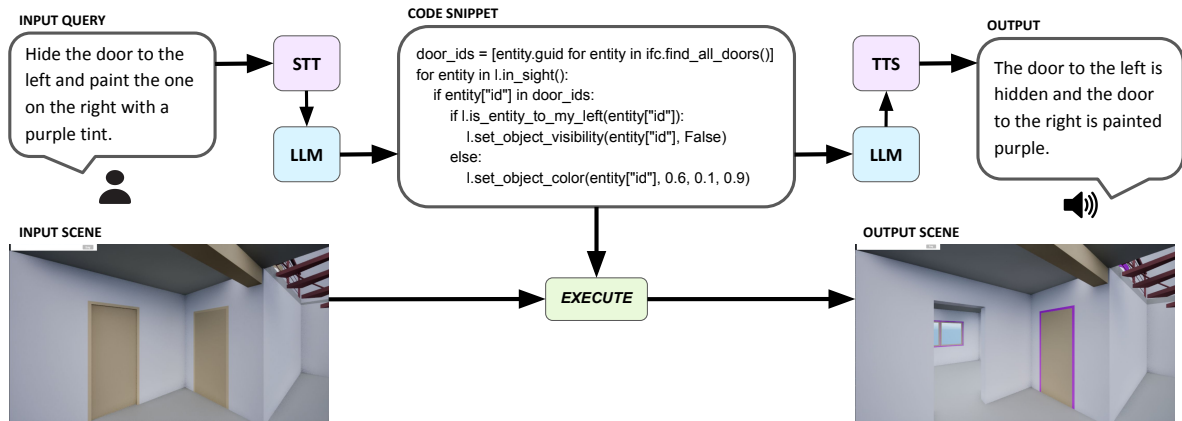 INPUT QUERY
Hide the door to the
left and paint the one
on the right with a
purple tint.
STT
LLM
CODE SNIPPET
door_ids = [entity.guid for entity in ifc.find_all_doors()]
for entity in l.in_sight():
if entity["id"] in door_ids:
if l.is_entity_to_my_left(entity["id"]):
l.set_object_visibility(entity["id"], False)
else:
l.set_object_color(entity["id"], 0.6, 0.1, 0.9)
TTS
LLM
OUTPUT
The door to the left is
hidden and the door
to the right is painted
purple.
INPUT SCENE
EXECUTE
OUTPUT SCENE